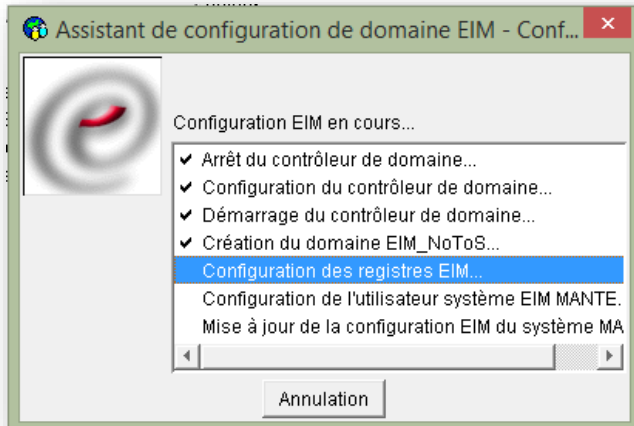 Assistant de configuration de domaine EIM - Conf...
Configuration EIM en cours...
Arrêt du contrôleur de domaine...
Configuration du contrôleur de domaine...
Démarrage du contrôleur de domaine...
Création du domaine EIM_NoToS...
Configuration des registres EIM...
Configuration de l'utilisateur système EIM MANTE.
Mise à jour de la configuration EIM du système MA
Annulation